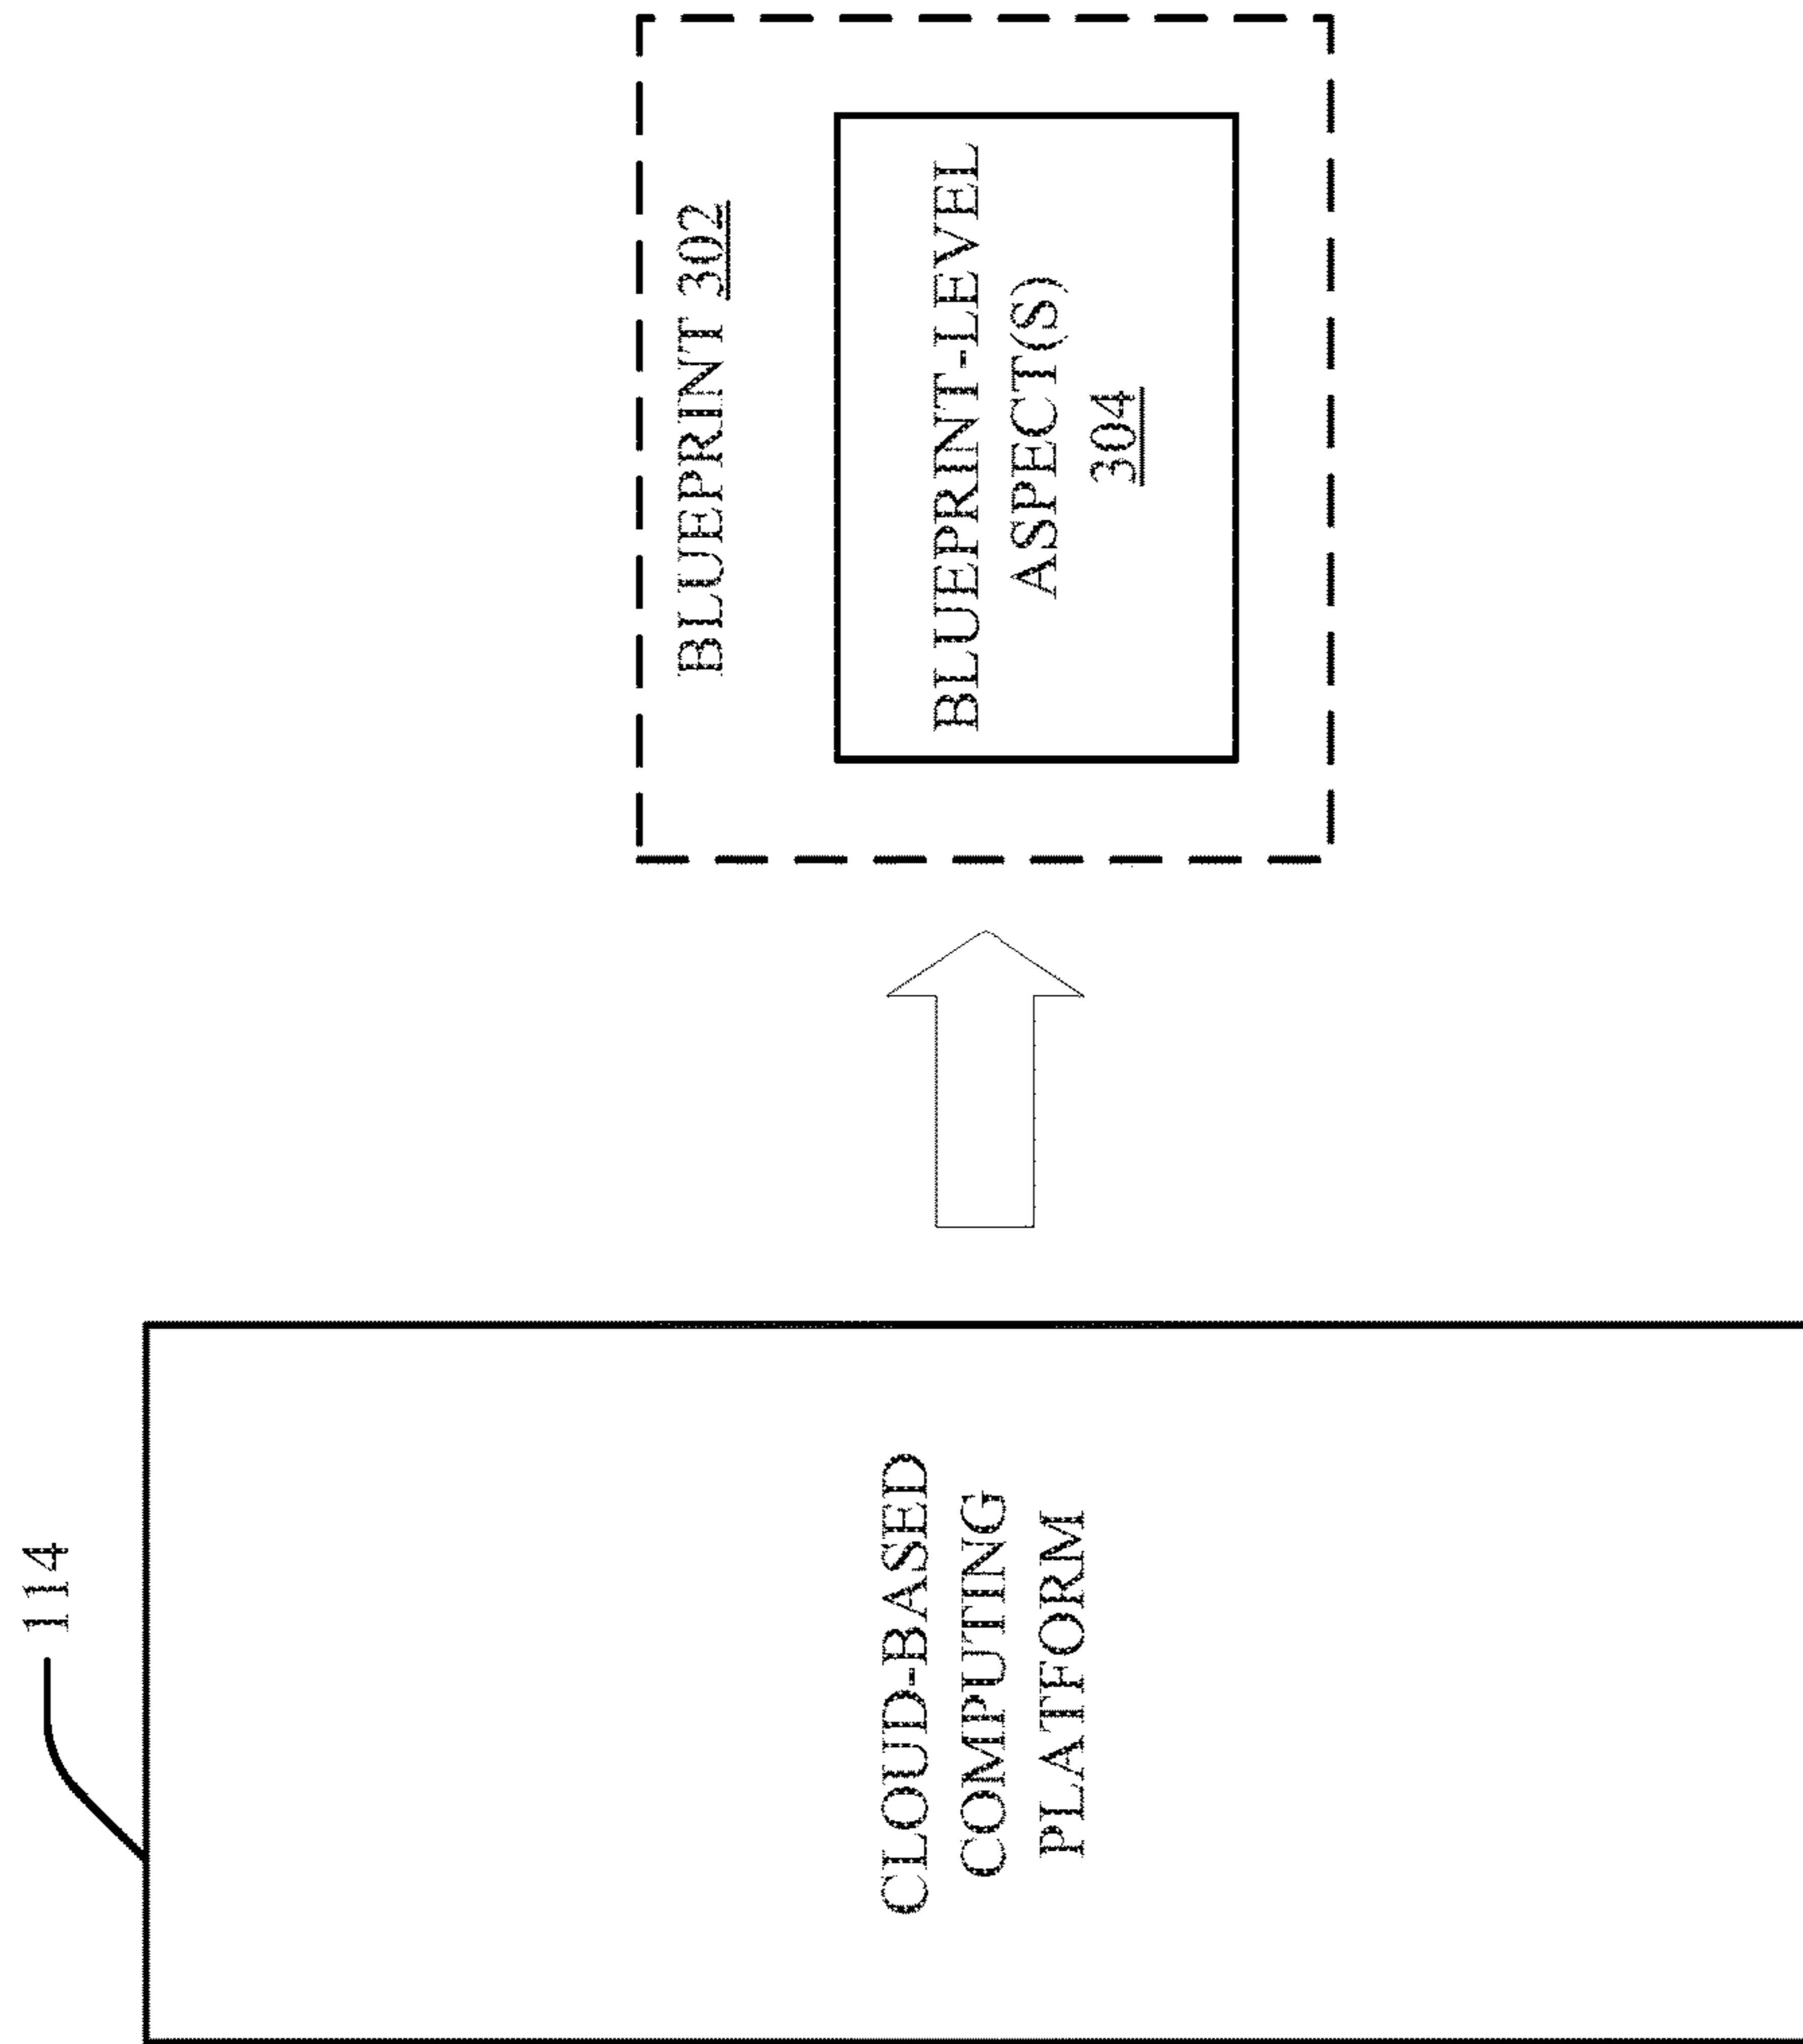 114
CLOUD-BASED
COMPUTING
PLATFORM
BLUEPRINT 302
BLUEPRINT-LEVEL
ASPECT(S)
304